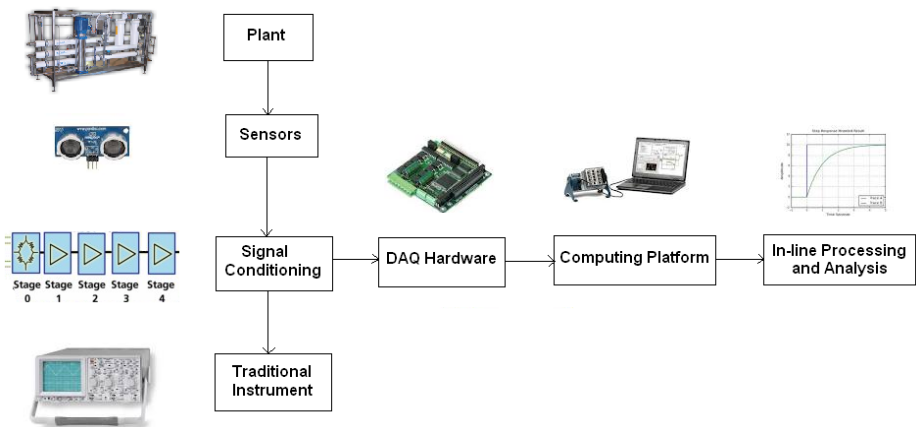 Plant
Sensors
Signal
Conditioning
DAQ Hardware
Computing Platform
In-line Processing
and Analysis
Stage Stage Stage Stage Stage
0 1 2 3 4
Traditional
Instrument